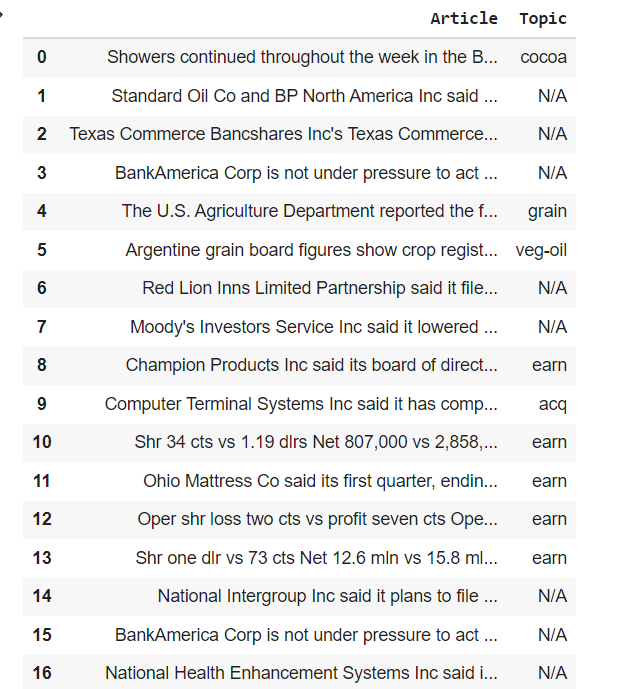 Article Topic
0 Showers continued throughout the week in the B... cocoa
1 Standard Oil Co and BP North America Inc said ... N/A
2 Texas Commerce Bancshares Inc's Texas Commerce... N/A
3 BankAmerica Corp is not under pressure to act ... N/A
4 The U.S. Agriculture Department reported the f... grain
5 Argentine grain board figures show crop regist... veg-oil
6 Red Lion Inns Limited Partnership said it file... N/A
7 Moody's Investors Service Inc said it lowered ... N/A
8 Champion Products Inc said its board of direct... earn
9 Computer Terminal Systems Inc said it has comp... acq
10 Shr 34 cts vs 1.19 dlrs Net 807,000 vs 2,858,... earn
11 Ohio Mattress Co said its first quarter, endin... earn
12 Oper shr loss two cts vs profit seven cts Ope... earn
13 Shr one dlr vs 73 cts Net 12.6 mln vs 15.8 ml... earn
14 National Intergroup Inc said it plans to file ... N/A
15 BankAmerica Corp is not under pressure to act ... N/A
16 National Health Enhancement Systems Inc said i... N/A